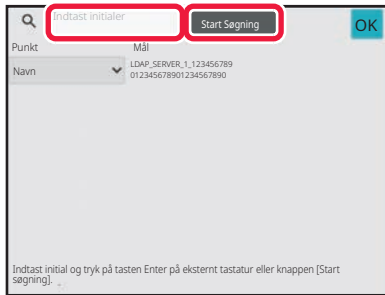 Indtast initialer
Start Søgning
OK
Punkt
Mål
Navn
LDAP_SERVER_1_123456789
012345678901234567890
Indtast initial og tryk på tasten Enter på eksternt tastatur eller knappen [Start
søgning].